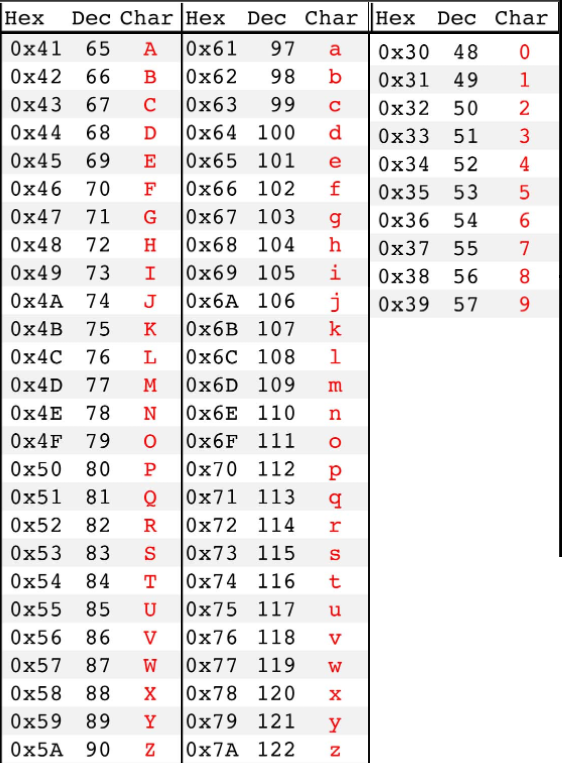 Hex Dec Char Hex Dec Char Hex Dec Char
0x41 65 A 0x61 97 a 0x30 48 0
0x42 66 B 0x62 98 b 0x31 49 1
0x43 67 C 0x63 99 c 0x32 50 2
0x44 68 D 0x64 100 d 0x33 51 3
0x45 69 E 0x65 101 e 0x34 52 4
0x46 70 F 0x66 102 f 0x35 53 5
0x47 71 G 0x67 103 g 0x36 54 6
0x48 72 H 0x68 104 h 0x37 55 7
0x49 73 I 0x69 105 i 0x38 56 8
0x4A 74 J 0x6A 106 j 0x39 57 9
0x4B 75 K 0x6B 107 k
0x4C 76 L 0x6C 108 l
0x4D 77 M 0x6D 109 m
0x4E 78 N 0x6E 110 n
0x4F 79 O 0x6F 111 o
0x50 80 P 0x70 112 p
0x51 81 Q 0x71 113 q
0x52 82 R 0x72 114 r
0x53 83 S 0x73 115 s
0x54 84 T 0x74 116 t
0x55 85 U 0x75 117 u
0x56 86 V 0x76 118 v
0x57 87 W 0x77 119 w
0x58 88 X 0x78 120 x
0x59 89 Y 0x79 121 y
0x5A 90 Z 0x7A 122 z